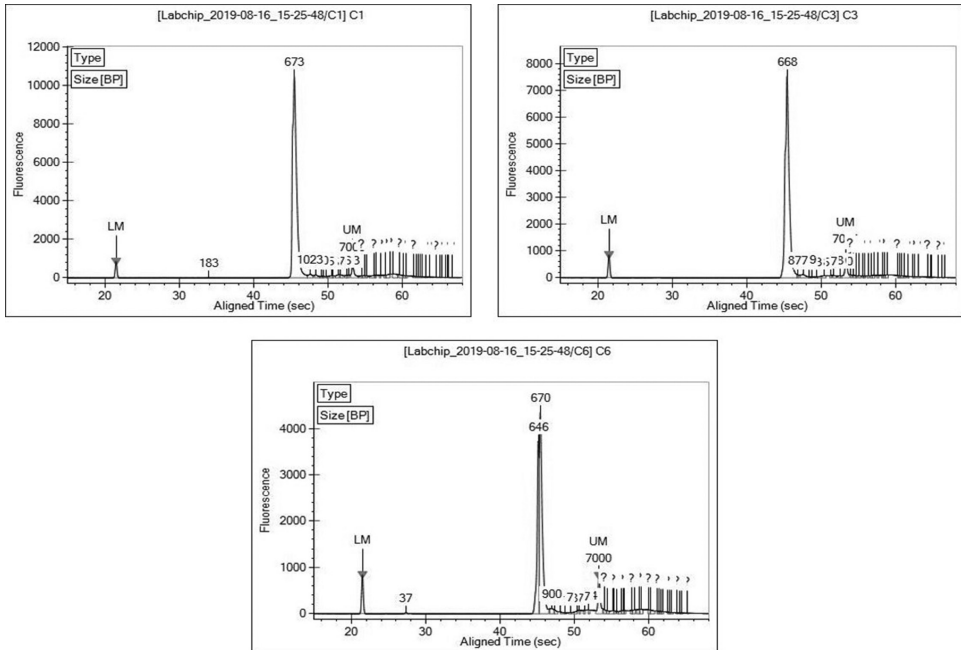 [Labchip_2019-08-16_15-25-48/C1] C1
Type
Size [BP]
12000
10000
8000
6000
4000
2000
0
Fluorescence
LM
183
673
UM
? ? ? ?
20
30
40
50
60
Aligned Time (sec)
[Labchip_2019-08-16_15-25-48/C3] C3
Type
Size [BP]
8000
7000
6000
5000
4000
3000
2000
1000
0
Fluorescence
LM
668
UM
? ? ? ?
20
30
40
50
60
Aligned Time (sec)
[Labchip_2019-08-16_15-25-48/C6] C6
Type
Size [BP]
4000
3000
2000
1000
0
Fluorescence
LM
37
670
646
900
UM
7000
? ? ? ?
20
30
40
50
60
Aligned Time (sec)